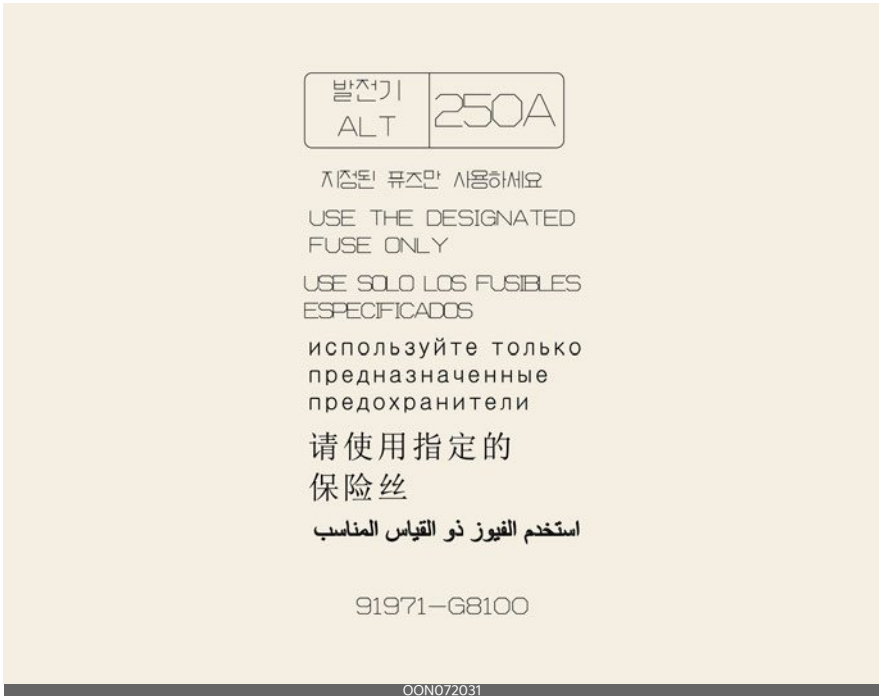 발전기
ALT
250A
지정된 퓨즈만 사용하세요
USE THE DESIGNATED
FUSE ONLY
USE SOLO LOS FUSIBLES
ESPECIFICADOS
используйте только
предназначенные
предохранители
请使用指定的
保险丝
استخدم الفيوز ذو القياس المناسب
91971-G8100
OON072031